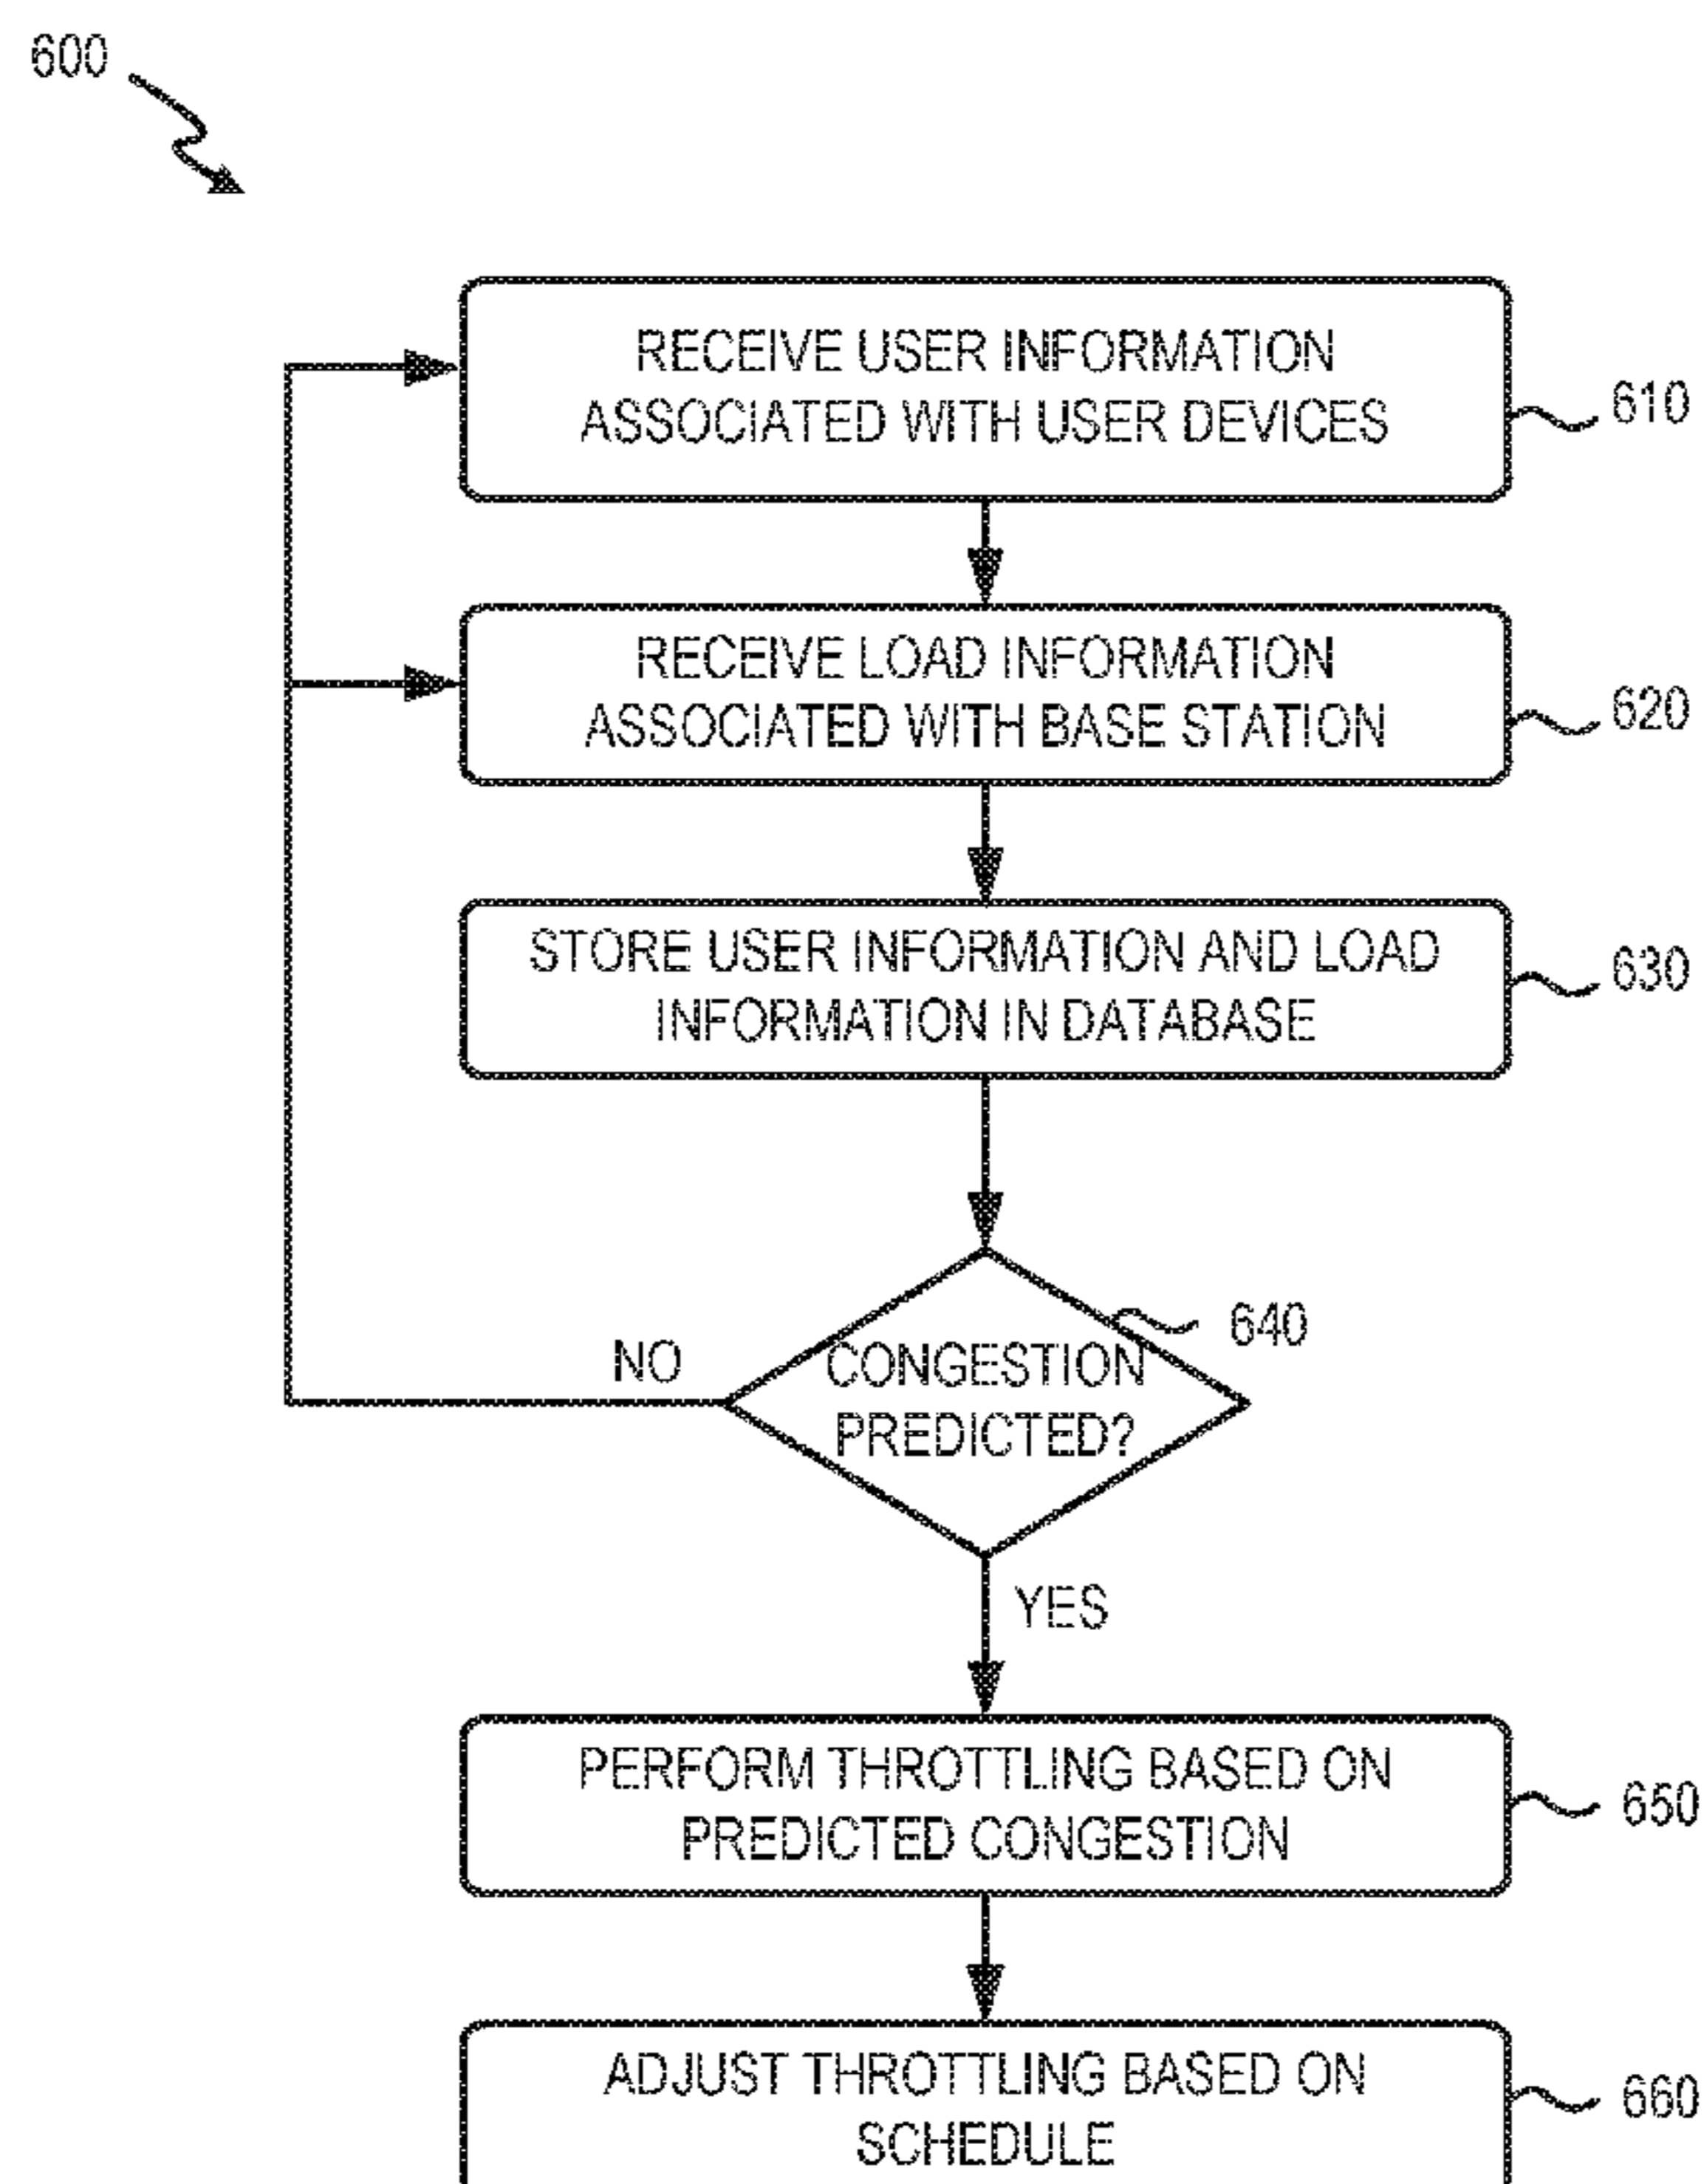 600
RECEIVE USER INFORMATION
ASSOCIATED WITH USER DEVICES
610
RECEIVE LOAD INFORMATION
ASSOCIATED WITH BASE STATION
620
STORE USER INFORMATION AND LOAD
INFORMATION IN DATABASE
630
640
NO
CONGESTION
PREDICTED?
YES
PERFORM THROTTLING BASED ON
PREDICTED CONGESTION
650
ADJUST THROTTLING BASED ON
SCHEDULE
660